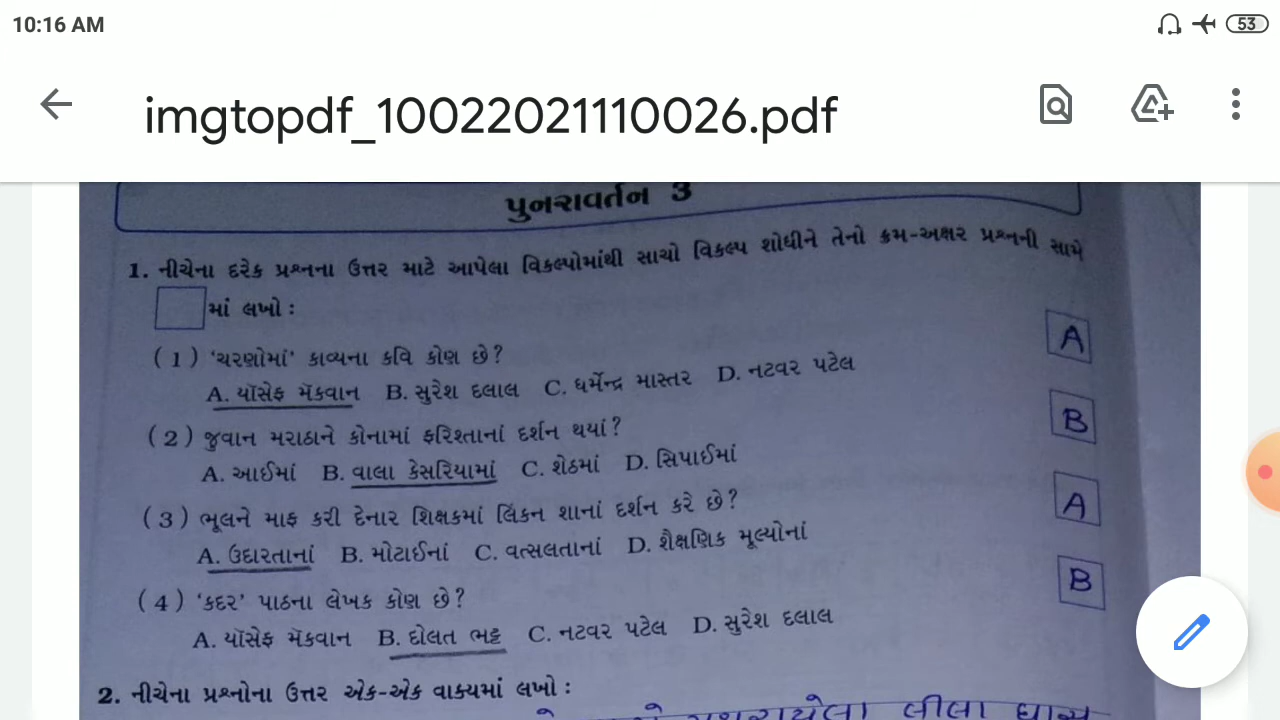 10:16 AM
53
imgtopdf_10022021110026.pdf
પુનરાવર્તન 3
1. નીચેના દરેક પ્રશ્નના ઉત્તર માટે આપેલા વિકલ્પોમાંથી સાચો વિકલ્પ શોધીને તેનો ક્રમ-અક્ષર પ્રશ્નની સામે
માં લખો :
(1) 'ચરણોમાં' કાવ્યના કવિ કોણ છે? A
A. યૉસેફ મૅકવાન B. સુરેશ દલાલ C. ધર્મેન્દ્ર માસ્તર D. નટવર પટેલ
(2) જુવાન મરાઠાને કોનામાં ફરિશ્તાનાં દર્શન થયાં? B
A. આઈમાં B. વાલા કેસરિયામાં C. શેઠમાં D. સિપાઈમાં
(3) ભૂલને માફ કરી દેનાર શિક્ષકમાં લિંકન શાનાં દર્શન કરે છે? A
A. ઉદારતાનાં B. મોટાઈનાં C. વત્સલતાનાં D. શૈક્ષણિક મૂલ્યોનાં
(4) 'કદર' પાઠના લેખક કોણ છે? B
A. યૉસેફ મૅકવાન B. દોલત ભટ્ટ C. નટવર પટેલ D. સુરેશ દલાલ
2. નીચેના પ્રશ્નોના ઉત્તર એક-એક વાક્યમાં લખો :
લીલા ઘાસ